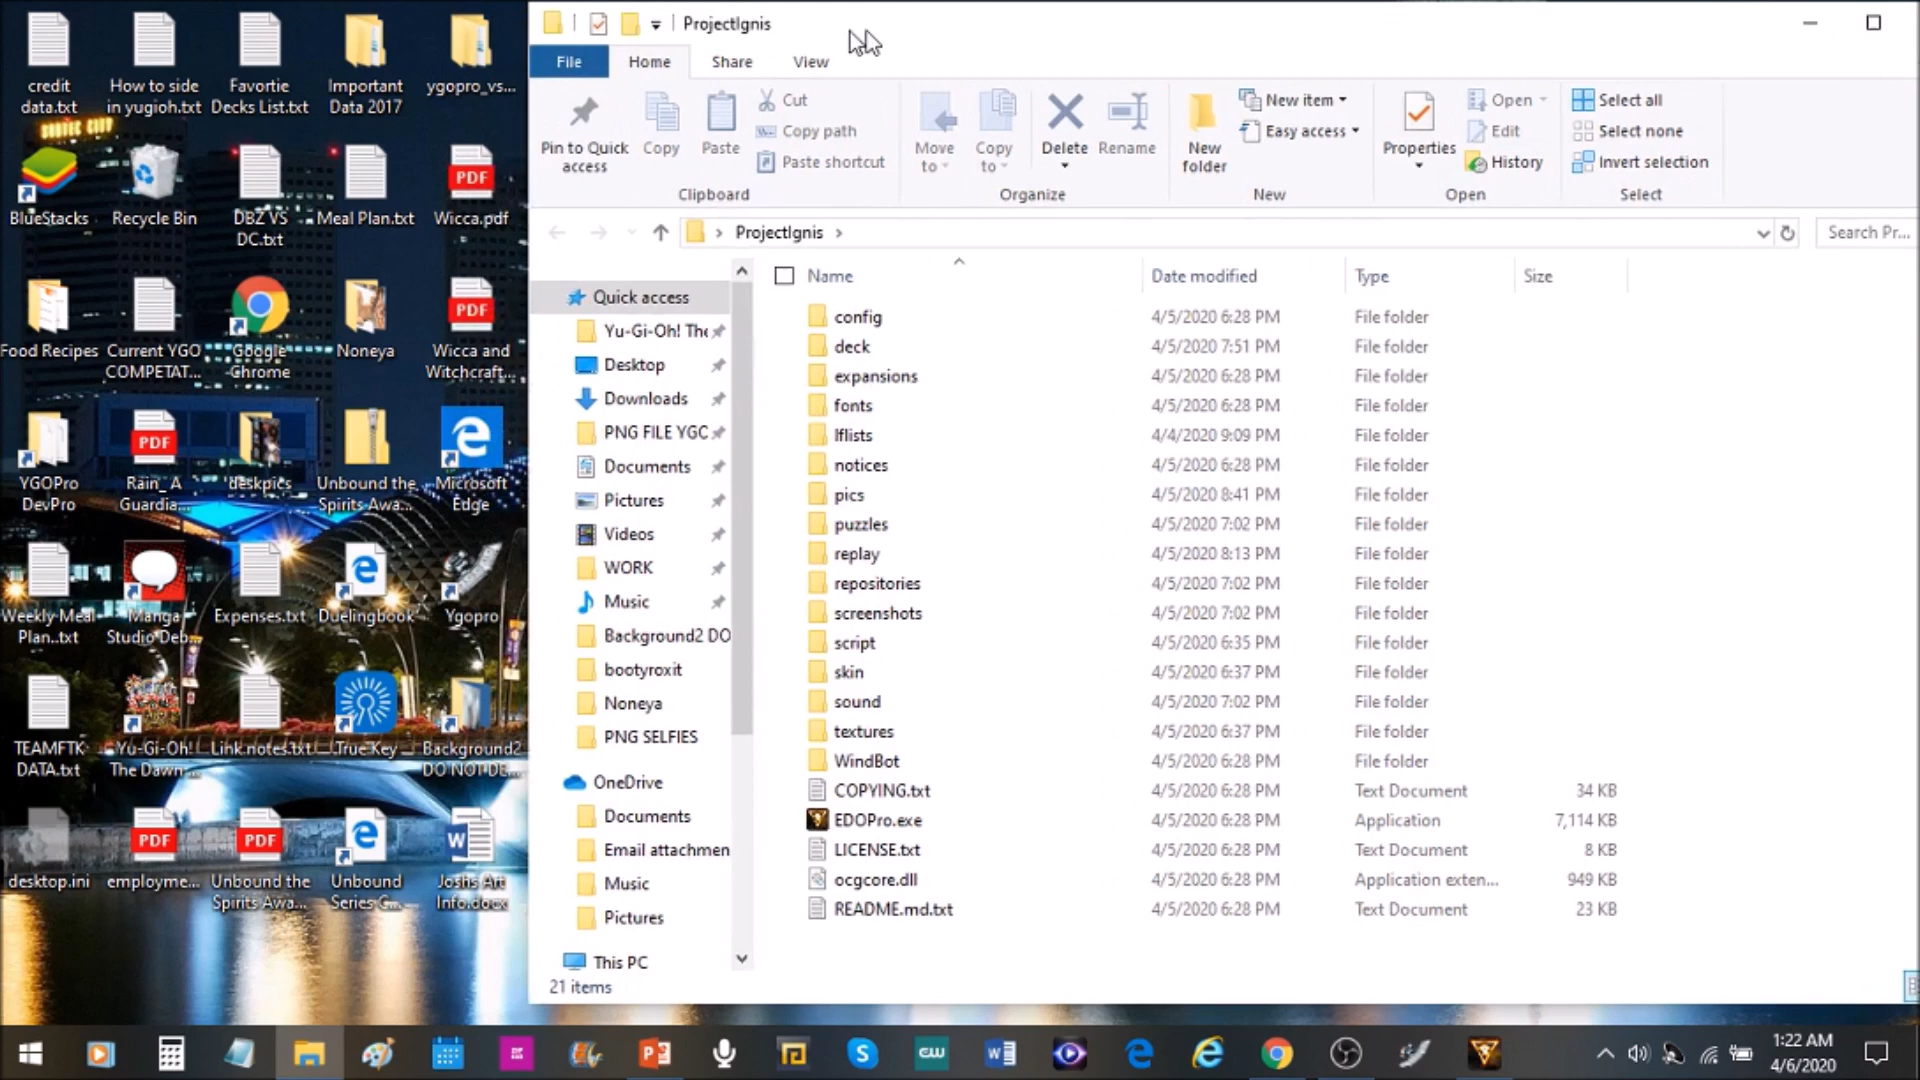 credit
data.txt
How to side
in yugioh.txt
Favortie
Decks List.txt
Important
Data 2017
ygopro_vs...
BlueStacks
Recycle Bin
DBZ VS
DC.txt
Meal Plan.txt
PDF
Wicca.pdf
Food Recipes
Current YGO
COMPETAT...
Google
Chrome
Noneya
PDF
Wicca and
Witchcraft...
YGOPro
DevPro
PDF
Rain_ A
Guardia...
deskpics
Unbound the
Spirits Awa...
Microsoft
Edge
Weekly Meal
Plan..txt
Manga
Studio Deb...
Expenses.txt
Duelingbook
Ygopro
TEAMFTK
DATA.txt
Yu-Gi-Oh!
The Dawn ...
Link notes.txt
True Key
Background2
DO NOT DE...
desktop.ini
PDF
employme...
PDF
Unbound the
Spirits Awa...
Unbound
Series C...
Joshs Art
Info.docx
ProjectIgnis
File
Home
Share
View
Pin to Quick
access
Copy
Paste
Cut
Copy path
Paste shortcut
Clipboard
Move
to
Copy
to
Delete
Rename
Organize
New
folder
New item
Easy access
New
Properties
Open
Edit
History
Open
Select all
Select none
Invert selection
Select
ProjectIgnis
Search Pr...
Quick access
Yu-Gi-Oh! The
Desktop
Downloads
PNG FILE YGC
Documents
Pictures
Videos
WORK
Music
Background2 DO
bootyroxit
Noneya
PNG SELFIES
OneDrive
Documents
Email attachmen
Music
Pictures
This PC
Name Date modified Type Size
config 4/5/2020 6:28 PM File folder
deck 4/5/2020 7:51 PM File folder
expansions 4/5/2020 6:28 PM File folder
fonts 4/5/2020 6:28 PM File folder
lflists 4/4/2020 9:09 PM File folder
notices 4/5/2020 6:28 PM File folder
pics 4/5/2020 8:41 PM File folder
puzzles 4/5/2020 7:02 PM File folder
replay 4/5/2020 8:13 PM File folder
repositories 4/5/2020 7:02 PM File folder
screenshots 4/5/2020 7:02 PM File folder
script 4/5/2020 6:35 PM File folder
skin 4/5/2020 6:37 PM File folder
sound 4/5/2020 7:02 PM File folder
textures 4/5/2020 6:37 PM File folder
WindBot 4/5/2020 6:28 PM File folder
COPYING.txt 4/5/2020 6:28 PM Text Document 34 KB
EDOPro.exe 4/5/2020 6:28 PM Application 7,114 KB
LICENSE.txt 4/5/2020 6:28 PM Text Document 8 KB
ocgcore.dll 4/5/2020 6:28 PM Application exten... 949 KB
README.md.txt 4/5/2020 6:28 PM Text Document 23 KB
21 items
1:22 AM
4/6/2020